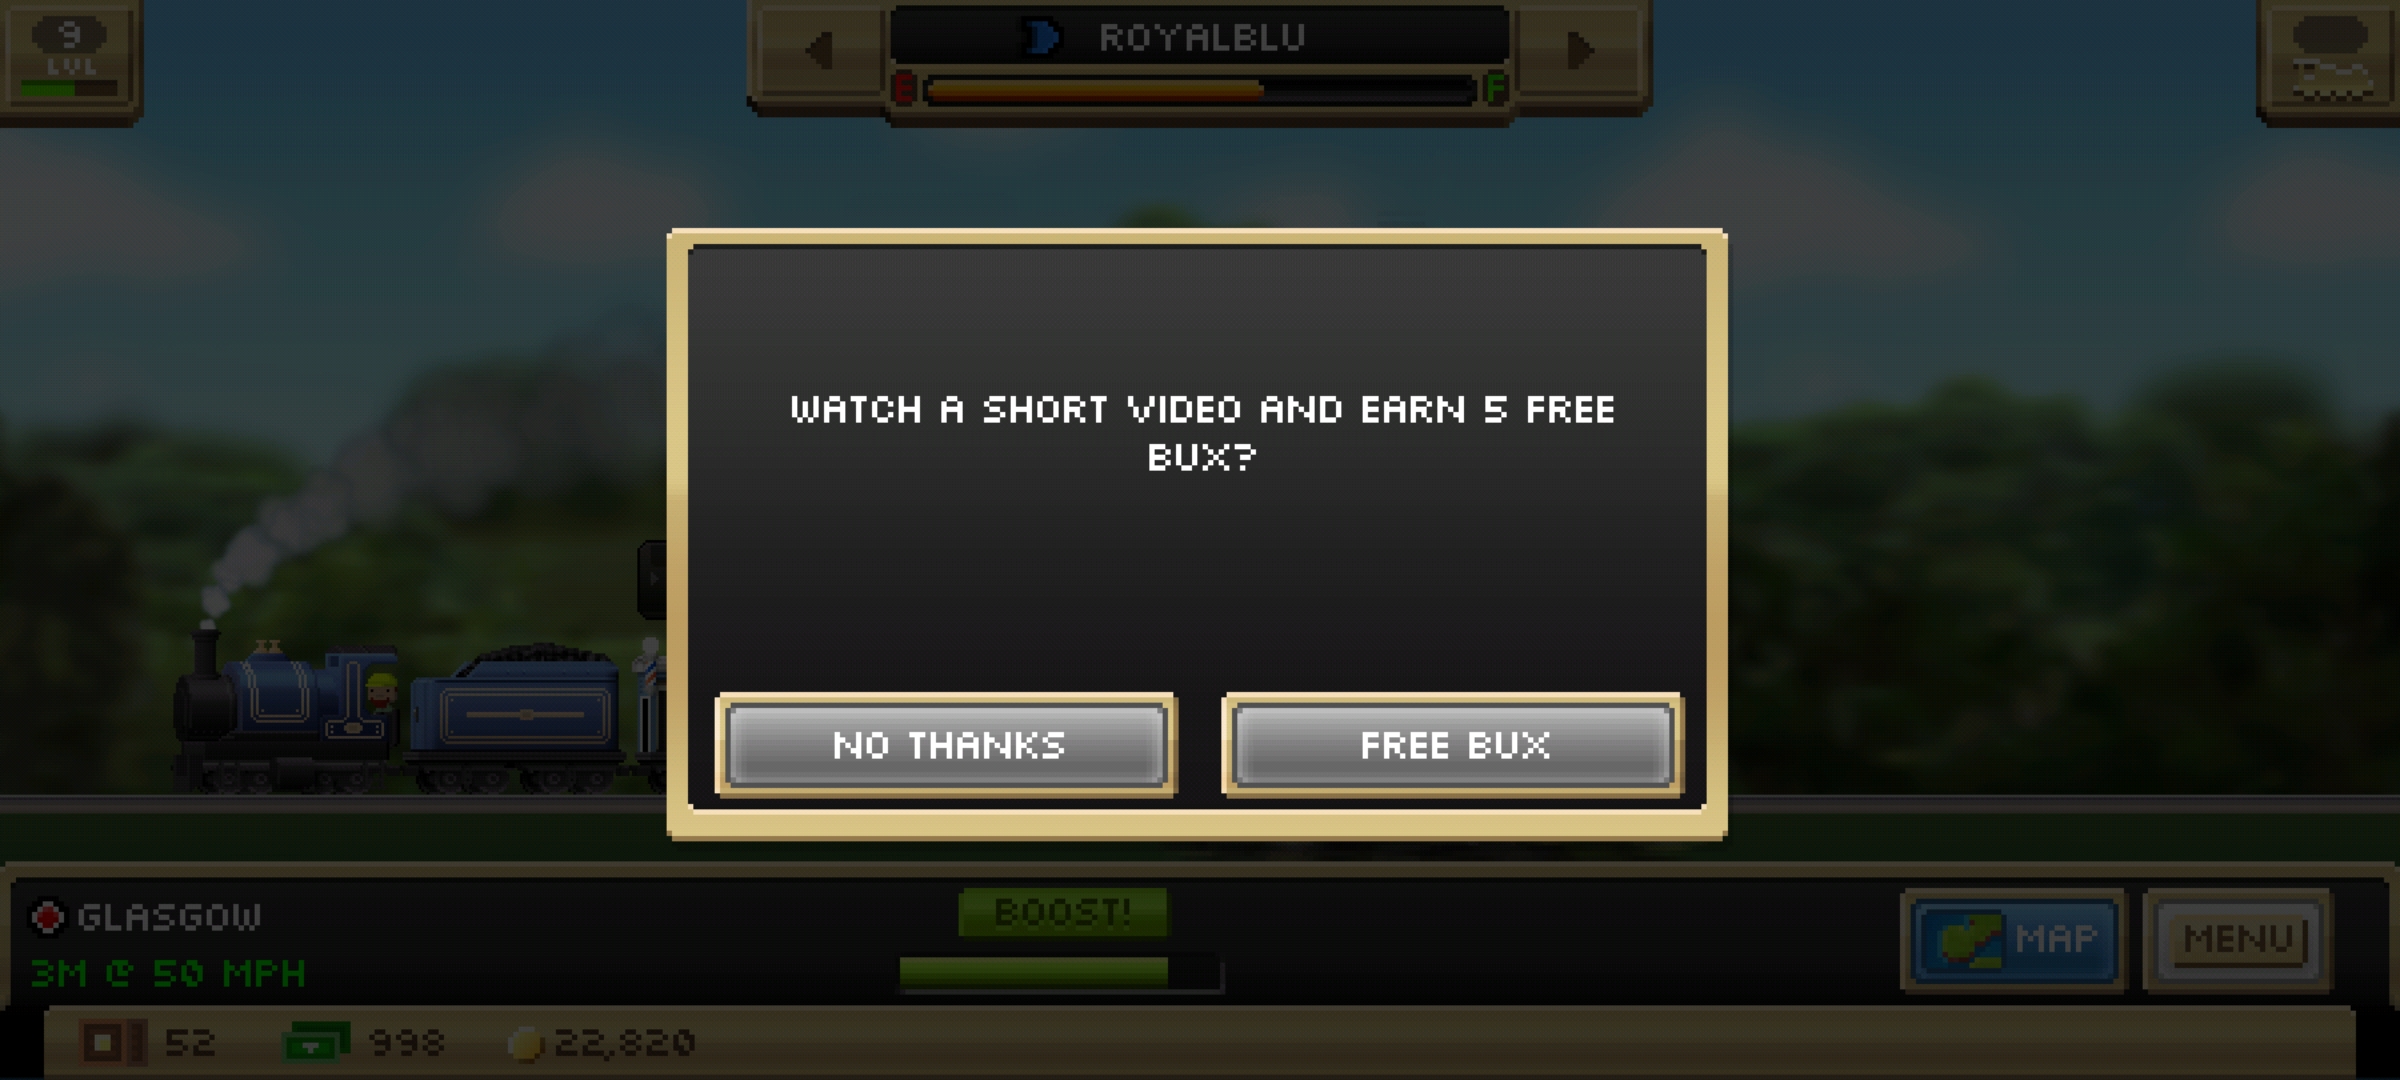 9
LVL
ROYALBLU
E F
WATCH A SHORT VIDEO AND EARN 5 FREE
BUX?
NO THANKS FREE BUX
GLASGOW
3M @ 50 MPH
BOOST!
MAP MENU
52 998 22,820